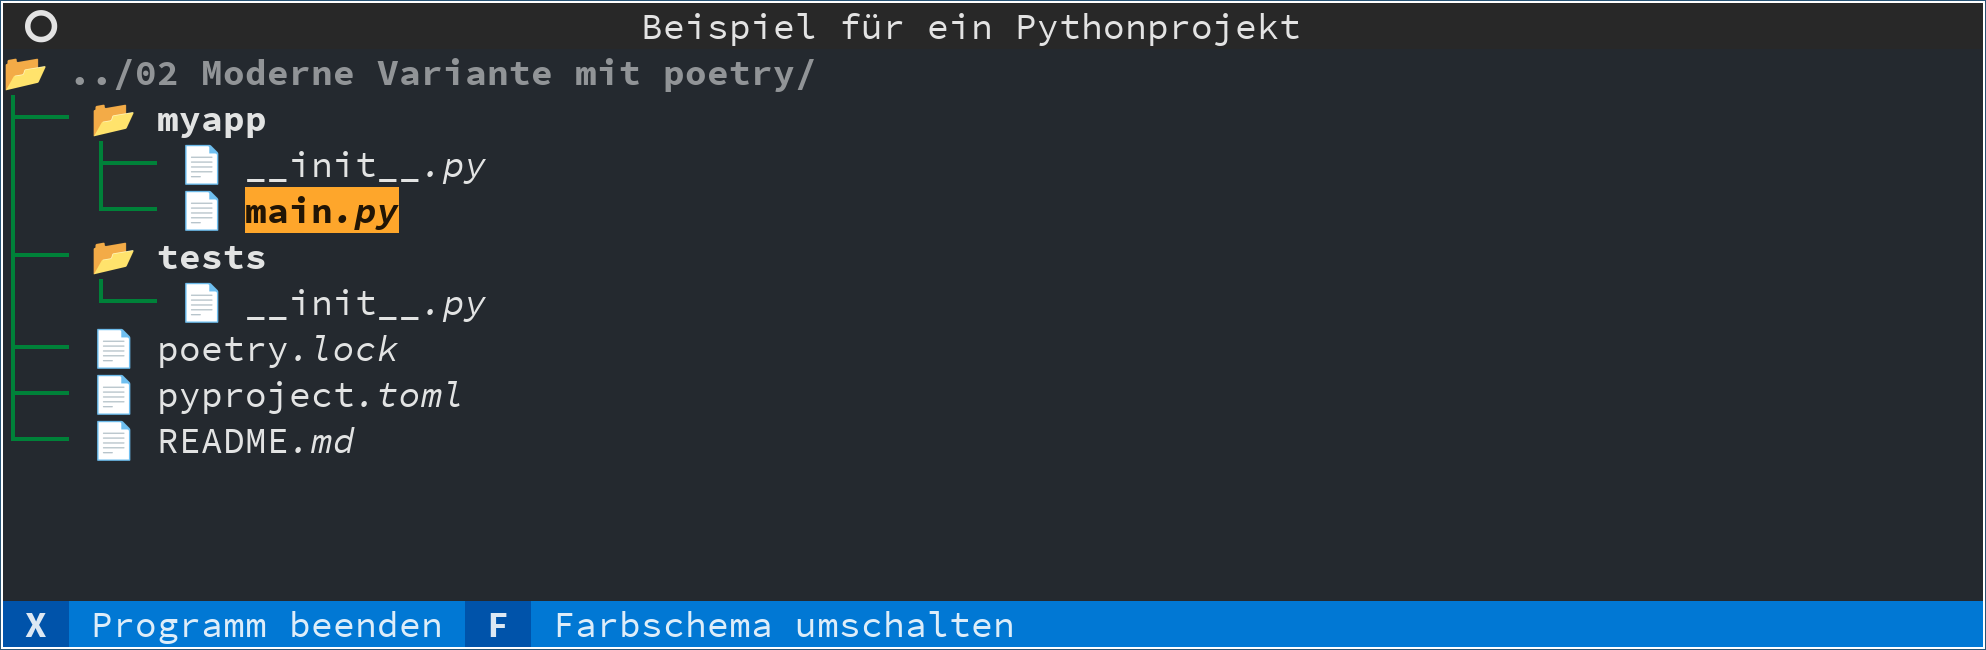 Beispiel für ein Pythonprojekt
../02 Moderne Variante mit poetry/
myapp
__init__.py
main.py
tests
__init__.py
poetry.lock
pyproject.toml
README.md
X Programm beenden F Farbschema umschalten